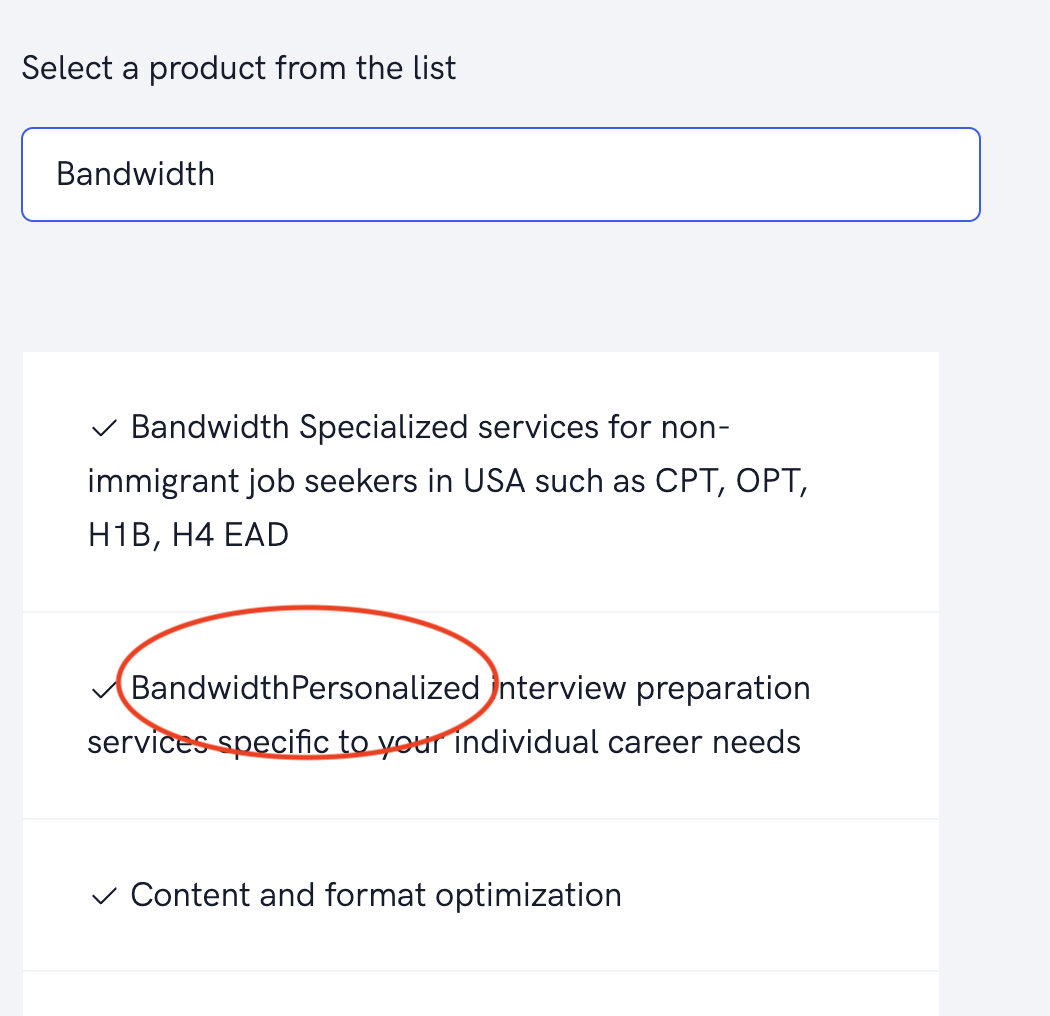 Select a product from the list
Bandwidth
✓ Bandwidth Specialized services for non-
immigrant job seekers in USA such as CPT, OPT,
H1B, H4 EAD
✓ BandwidthPersonalized interview preparation
services specific to your individual career needs
✓ Content and format optimization